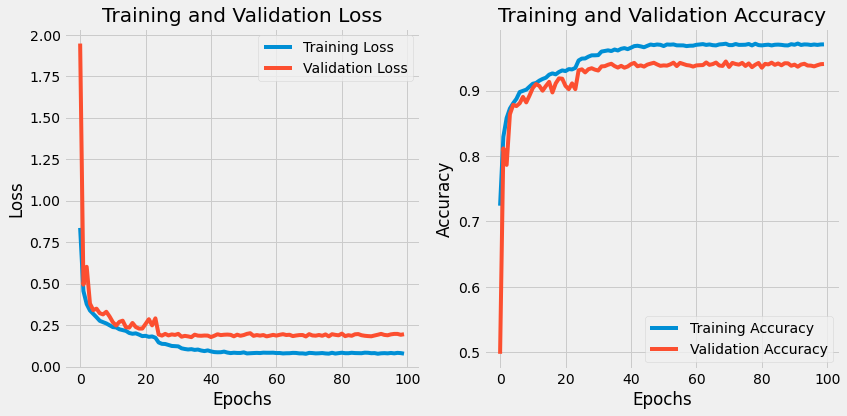 Training and Validation Loss
2.00
1.75
1.50
1.25
1.00
0.75
0.50
0.25
0.00
Loss
0 20 40 60 80 100
Epochs
Training Loss
Validation Loss
Training and Validation Accuracy
0.9
0.8
0.7
0.6
0.5
Accuracy
0 20 40 60 80 100
Epochs
Training Accuracy
Validation Accuracy